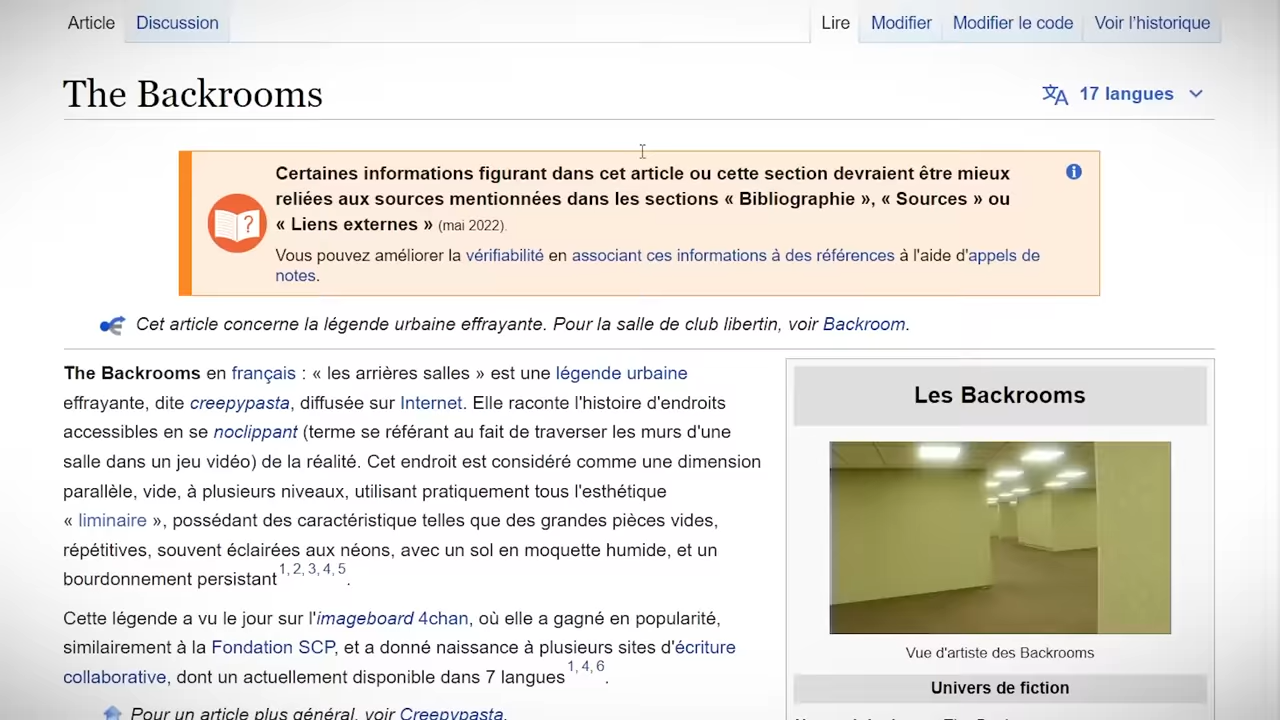 Article Discussion Lire Modifier Modifier le code Voir l'historique
The Backrooms
17 langues
Certaines informations figurant dans cet article ou cette section devraient être mieux
reliées aux sources mentionnées dans les sections « Bibliographie », « Sources » ou
« Liens externes » (mai 2022).
Vous pouvez améliorer la vérifiabilité en associant ces informations à des références à l'aide d'appels de
notes.
Cet article concerne la légende urbaine effrayante. Pour la salle de club libertin, voir Backroom.
The Backrooms en français : « les arrières salles » est une légende urbaine
effrayante, dite creepypasta, diffusée sur Internet. Elle raconte l'histoire d'endroits
accessibles en se noclippant (terme se référant au fait de traverser les murs d'une
salle dans un jeu vidéo) de la réalité. Cet endroit est considéré comme une dimension
parallèle, vide, à plusieurs niveaux, utilisant pratiquement tous l'esthétique
« liminaire », possédant des caractéristique telles que des grandes pièces vides,
répétitives, souvent éclairées aux néons, avec un sol en moquette humide, et un
bourdonnement persistant1, 2, 3, 4, 5.
Cette légende a vu le jour sur l'imageboard 4chan, où elle a gagné en popularité,
similairement à la Fondation SCP, et a donné naissance à plusieurs sites d'écriture
collaborative, dont un actuellement disponible dans 7 langues1, 4, 6.
Pour un article plus général, voir Creepypasta.
Les Backrooms
Vue d'artiste des Backrooms
Univers de fiction